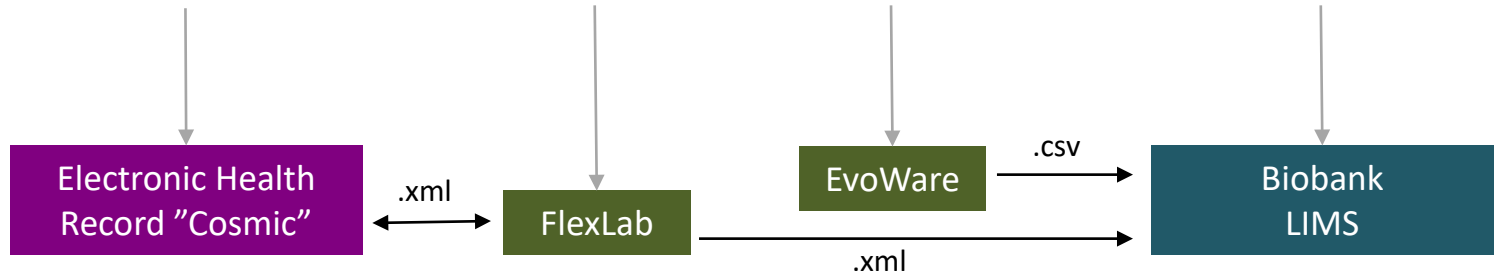 Electronic Health
Record ”Cosmic”
.xml
FlexLab
EvoWare
.csv
.xml
Biobank
LIMS